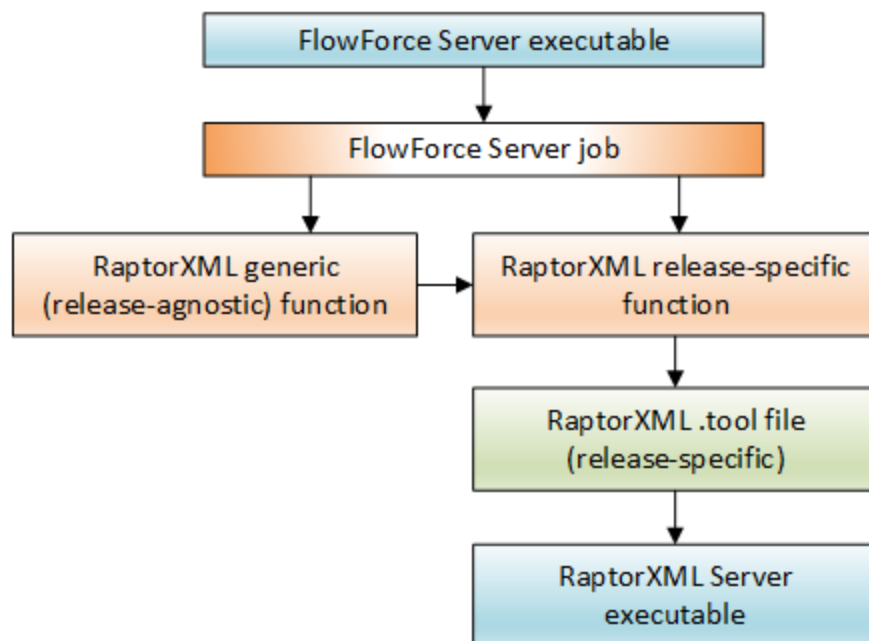 FlowForce Server executable
FlowForce Server job
RaptorXML generic
(release-agnostic) function
RaptorXML release-specific
function
RaptorXML .tool file
(release-specific)
RaptorXML Server
executable